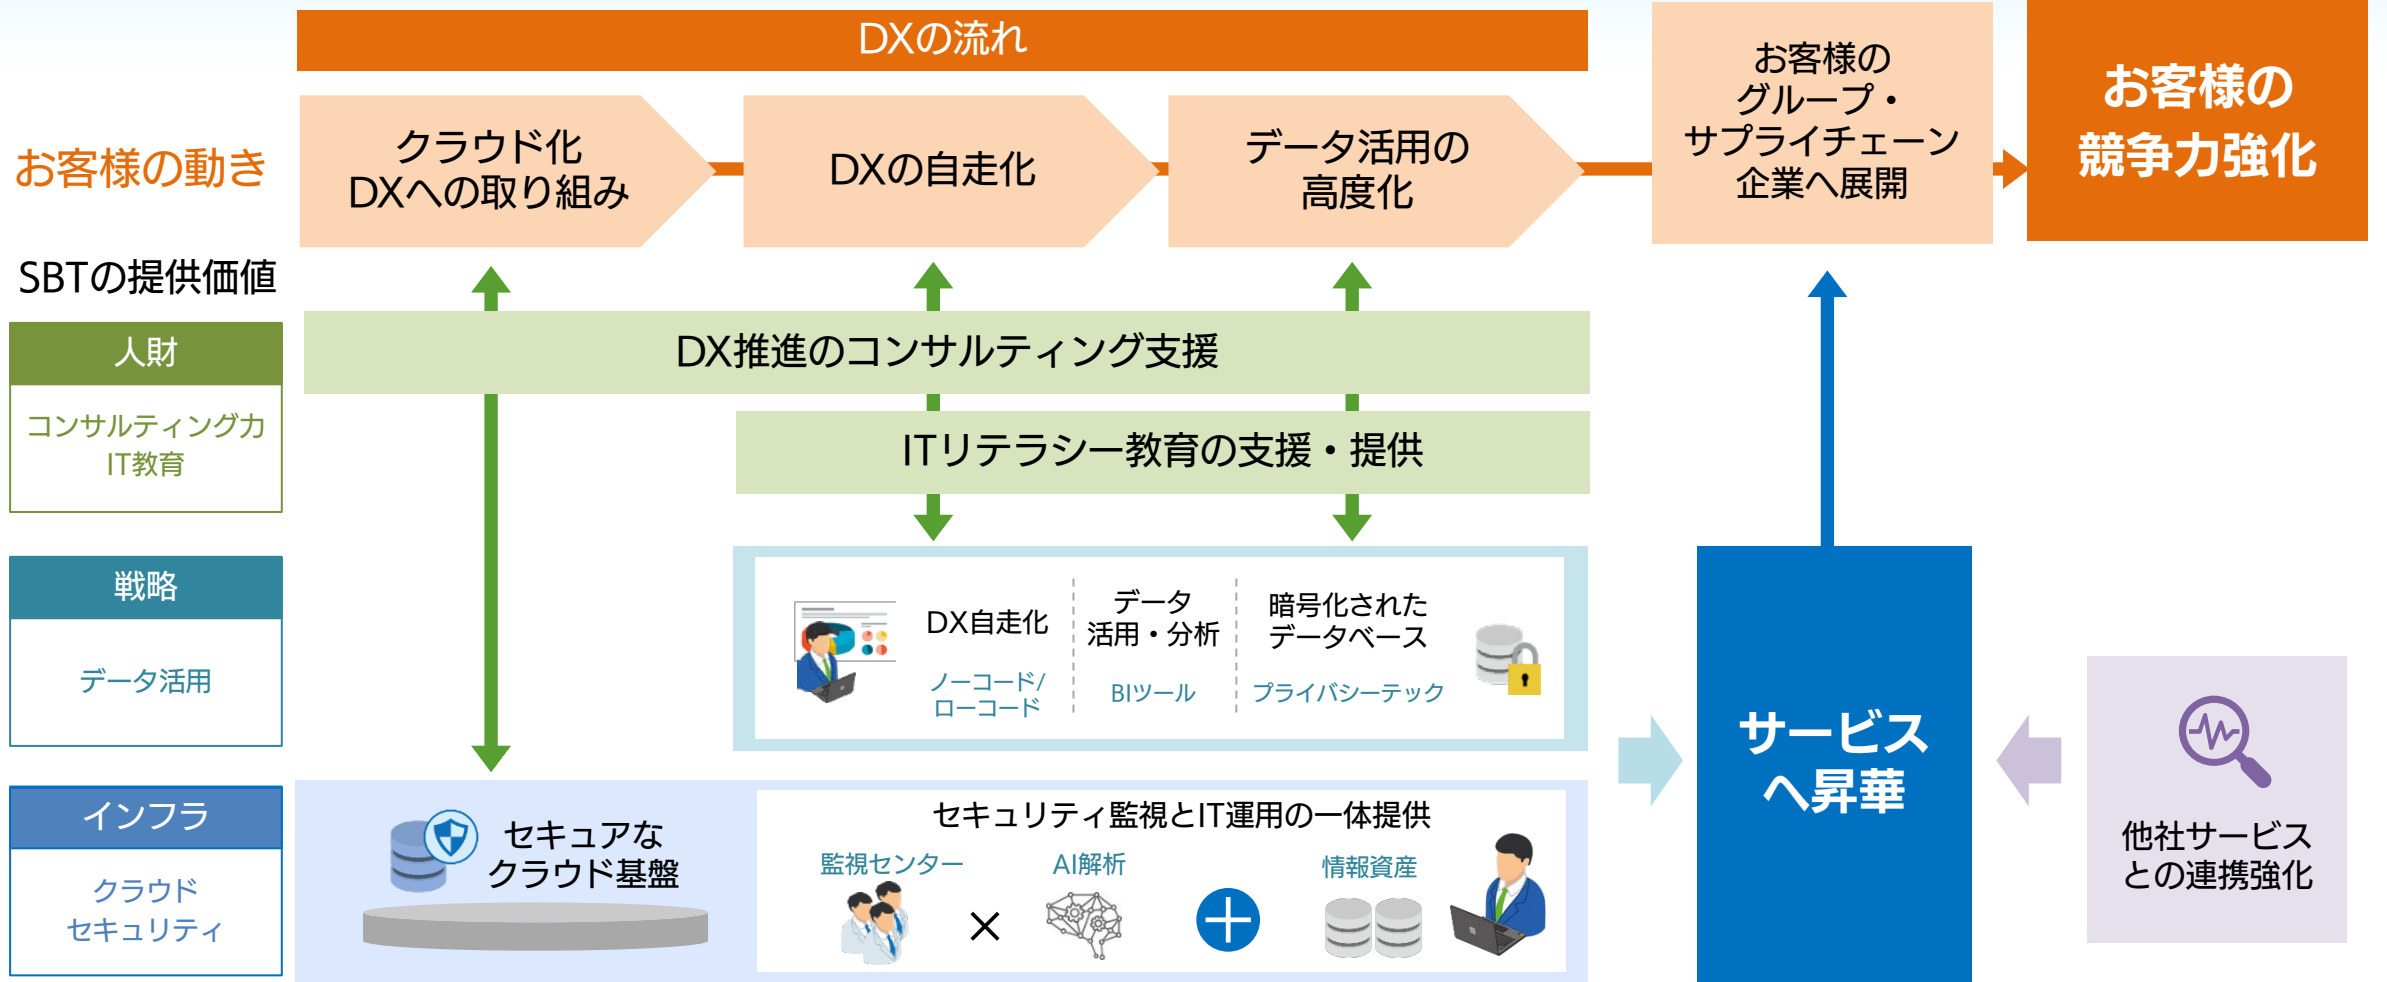 DXの流れ
お客様の動き
クラウド化
DXへの取り組み
DXの自走化
データ活用の
高度化
お客様の
グループ・
サプライチェーン
企業へ展開
お客様の
競争力強化
SBTの提供価値
人財
コンサルティング力
IT教育
DX推進のコンサルティング支援
ITリテラシー教育の支援・提供
戦略
データ活用
DX自走化
ノーコード/
ローコード
データ
活用・分析
BIツール
暗号化された
データベース
プライバシーテック
インフラ
クラウド
セキュリティ
セキュアな
クラウド基盤
セキュリティ監視とIT運用の一体提供
監視センター
×
AI解析
情報資産
サービス
へ昇華
他社サービス
との連携強化